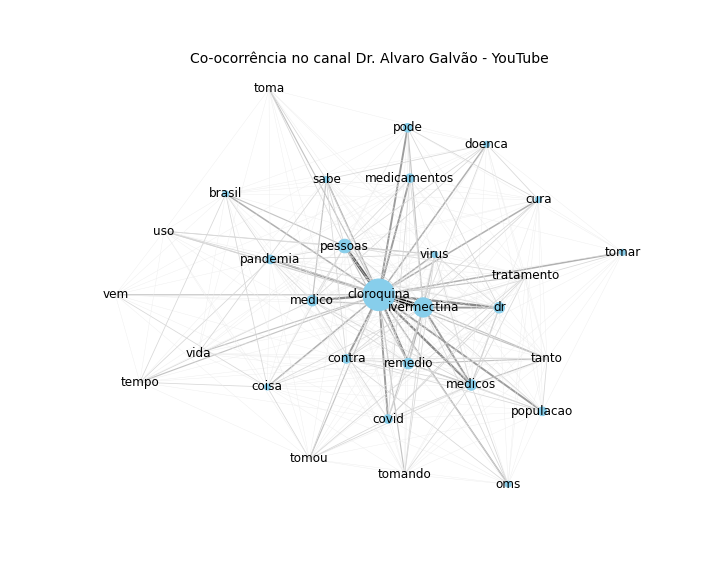 Co-ocorrência no canal Dr. Alvaro Galvão - YouTube
toma
pode
doenca
sabe
medicamentos
brasil
cura
uso
pessoas
virus
tomar
pandemia
tratamento
vem
medico
cloroquina
ivermectina
dr
vida
contra
remedio
tanto
tempo
coisa
medicos
covid
populacao
tomou
tomando
oms